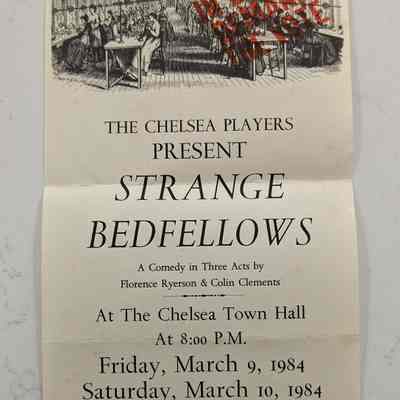 THE CHELSEA PLAYERS
PRESENT
STRANGE
BEDFELLOWS
A Comedy in Three Acts by
Florence Ryerson & Colin Clements
At The Chelsea Town Hall
At 8:00 P.M.
Friday, March 9, 1984
Saturday, March 10, 1984